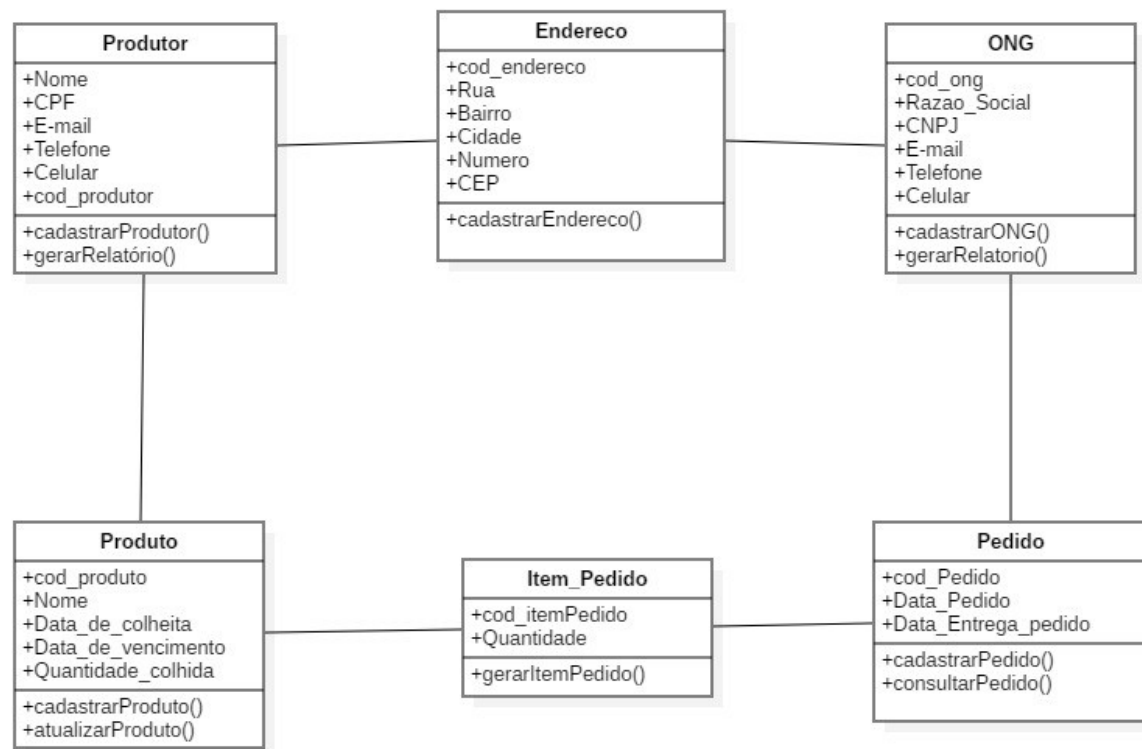 Produtor
+Nome
+CPF
+E-mail
+Telefone
+Celular
+cod_produtor
+cadastrarProdutor()
+gerarRelatório()
Endereco
+cod_endereco
+Rua
+Bairro
+Cidade
+Numero
+CEP
+cadastrarEndereco()
ONG
+cod_ong
+Razao_Social
+CNPJ
+E-mail
+Telefone
+Celular
+cadastrarONG()
+gerarRelatorio()
Produto
+cod_produto
+Nome
+Data_de_colheita
+Data_de_vencimento
+Quantidade_colhida
+cadastrarProduto()
+atualizarProduto()
Item_Pedido
+cod_itemPedido
+Quantidade
+gerarItemPedido()
Pedido
+cod_Pedido
+Data_Pedido
+Data_Entrega_pedido
+cadastrarPedido()
+consultarPedido()